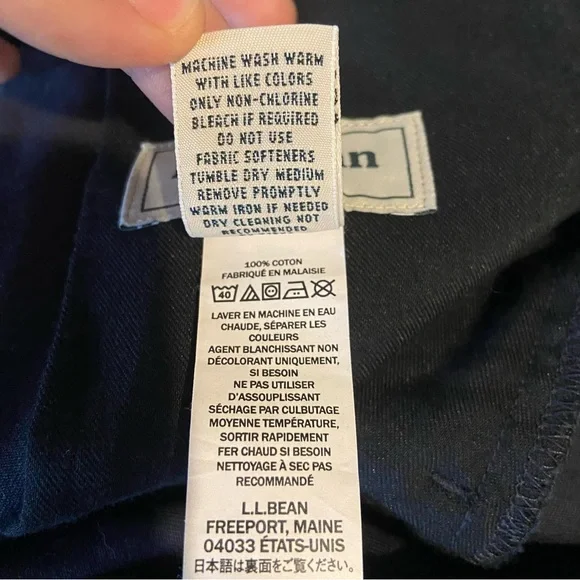 MACHINE WASH WARM
WITH LIKE COLORS
ONLY NON-CHLORINE
BLEACH IF REQUIRED
DO NOT USE
FABRIC SOFTENERS
TUMBLE DRY MEDIUM
REMOVE PROMPTLY
WARM IRON IF NEEDED
DRY CLEANING NOT
RECOMMENDED
100% COTON
FABRIQUÉ EN MALAISIE
40
LAVER EN MACHINE EN EAU
CHAUDE, SÉPARER LES
COULEURS
AGENT BLANCHISSANT NON
DÉCOLORANT UNIQUEMENT,
SI BESOIN
NE PAS UTILISER
D'ASSOUPLISSANT
SÉCHAGE PAR CULBUTAGE
MOYENNE TEMPÉRATURE,
SORTIR RAPIDEMENT
FER CHAUD SI BESOIN
NETTOYAGE À SEC PAS
RECOMMANDÉ
L.L.BEAN
FREEPORT, MAINE
04033 ÉTATS-UNIS
日本語は裏面をご覧ください